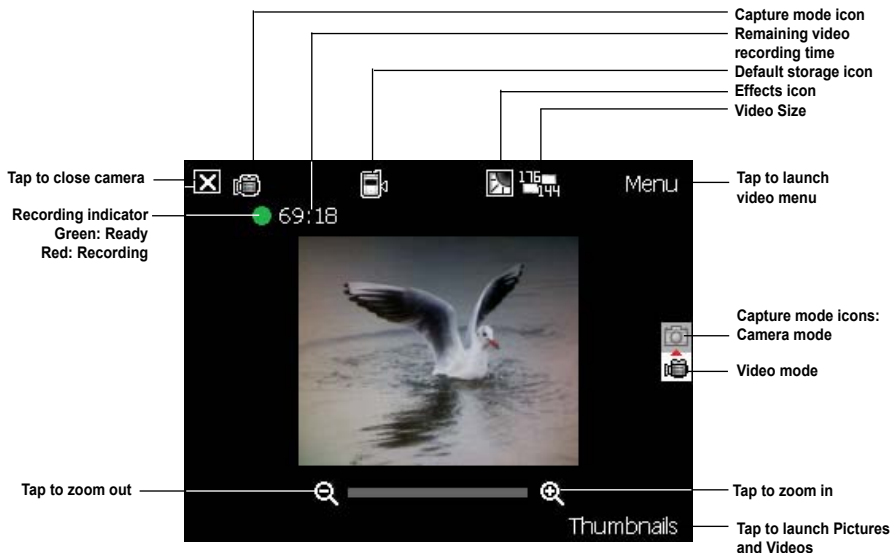 Capture mode icon
Remaining video
recording time
Default storage icon
Effects icon
Video Size
Tap to close camera
176
144
Menu
Tap to launch
video menu
Recording indicator
Green: Ready
Red: Recording
69:18
Capture mode icons:
Camera mode
Video mode
Tap to zoom out
Tap to zoom in
Thumbnails
Tap to launch Pictures
and Videos